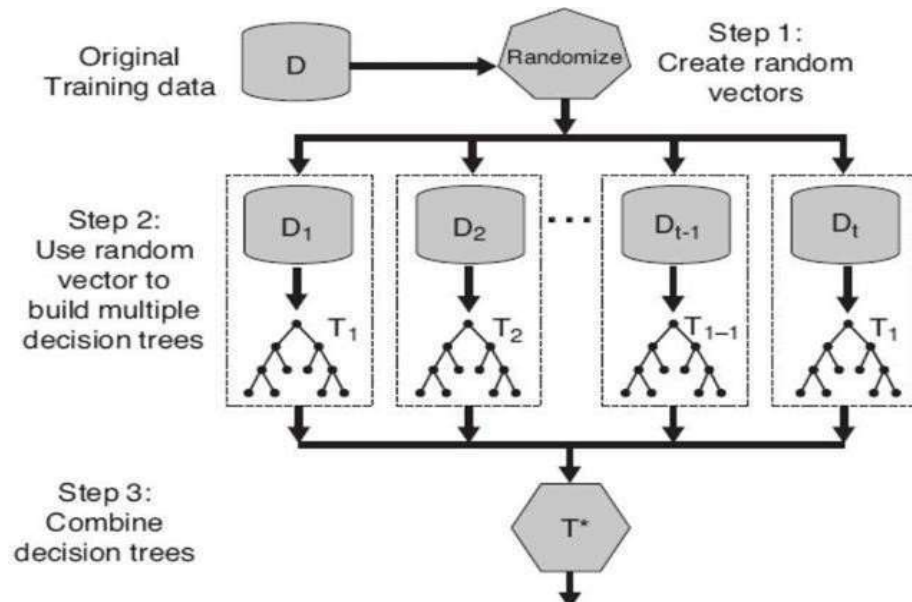 Original
Training data
D
Randomize
Step 1:
Create random
vectors
Step 2:
Use random
vector to
build multiple
decision trees
D₁
D₂
...
Dₜ₋₁
Dₜ
T₁
T₂
T₁₋₁
T₁
Step 3:
Combine
decision trees
T*